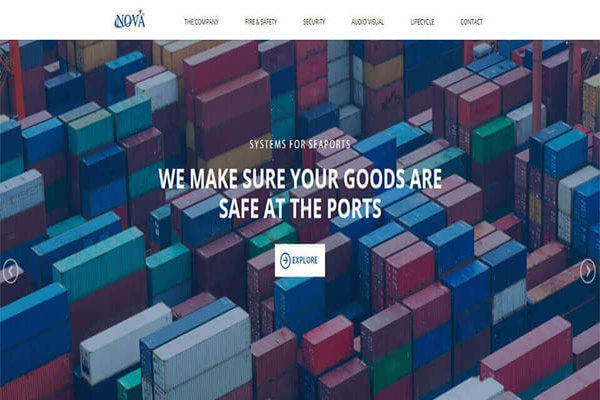 NOVA
THE COMPANY
FIRE & SAFETY
SECURITY
AUDIO VISUAL
LIFECYCLE
CONTACT
SYSTEMS FOR SEAPORTS
WE MAKE SURE YOUR GOODS ARE
SAFE AT THE PORTS
EXPLORE